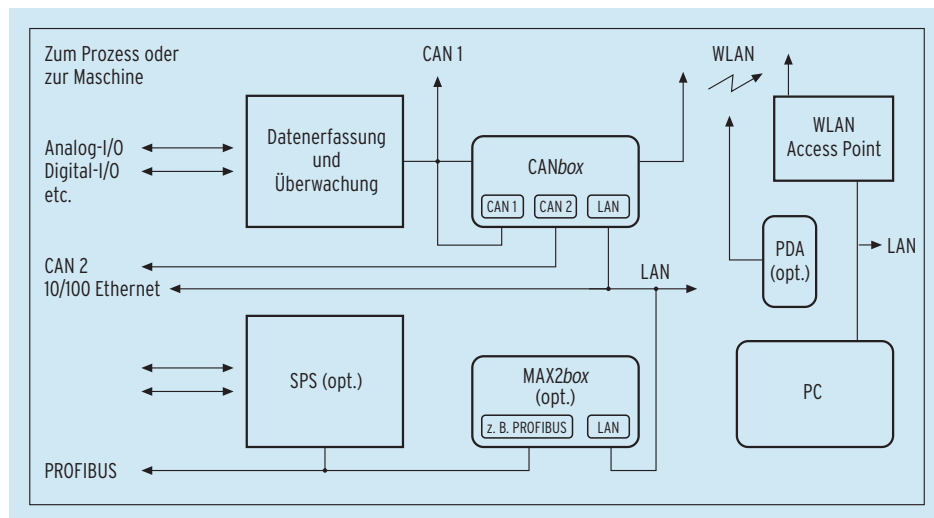 Zum Prozess oder
zur Maschine
CAN 1
WLAN
Analog-I/O
Digital-I/O
etc.
Datenerfassung
und
Überwachung
CANbox
CAN 1
CAN 2
LAN
WLAN
Access Point
LAN
PDA
(opt.)
CAN 2
10/100 Ethernet
LAN
SPS (opt.)
MAX2box
(opt.)
z. B. PROFIBUS
LAN
PC
PROFIBUS